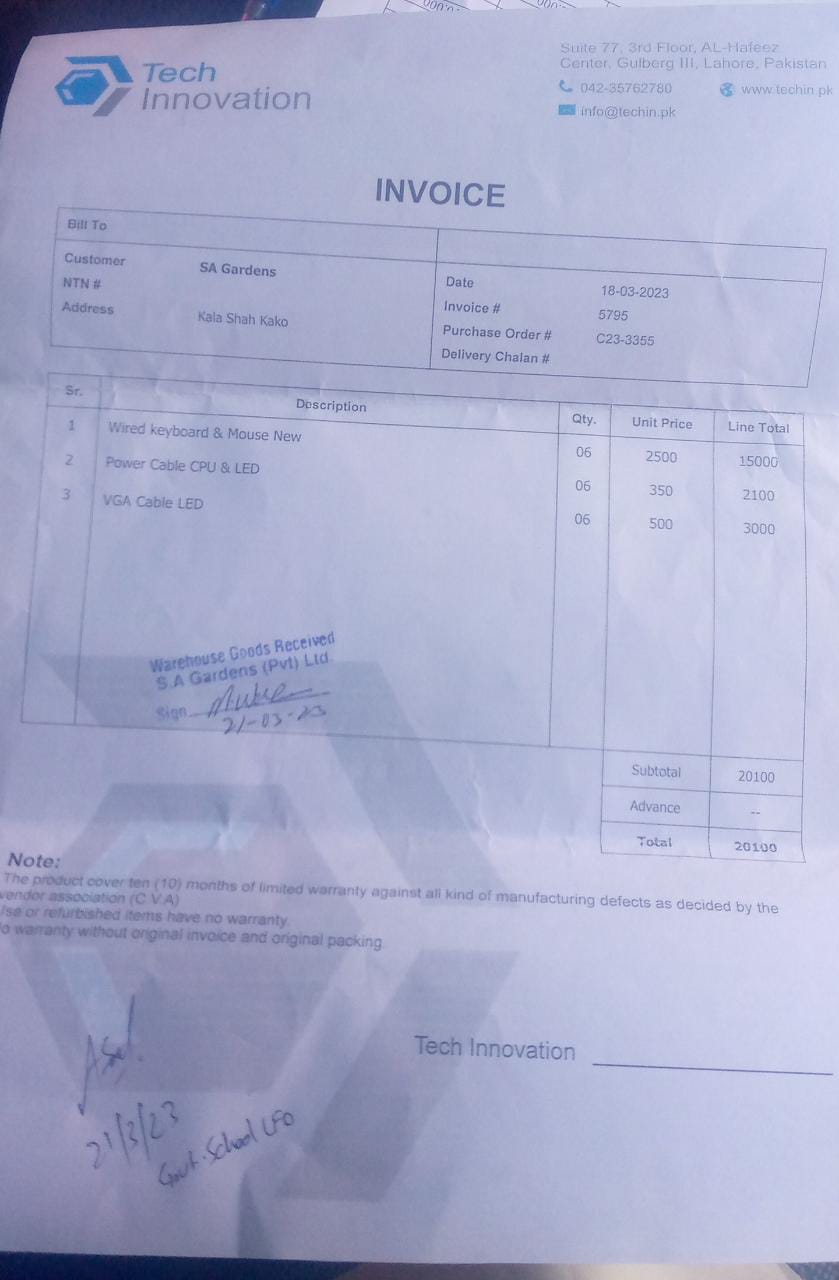 Tech
Innovation
Suite 77, 3rd Floor, AL-Hafeez
Center, Gulberg III, Lahore, Pakistan
042-35762780 www.techin.pk
info@techin.pk
INVOICE
Bill To
Customer SA Gardens
NTN #
Address Kala Shah Kako
Date 18-03-2023
Invoice # 5795
Purchase Order # C23-3355
Delivery Chalan #
Sr. Description Qty. Unit Price Line Total
1 Wired keyboard & Mouse New 06 2500 15000
2 Power Cable CPU & LED 06 350 2100
3 VGA Cable LED 06 500 3000
Warehouse Goods Received
S.A Gardens (Pvt) Ltd
Sign
21-03-23
Subtotal 20100
Advance --
Total 20100
Note:
The product cover ten (10) months of limited warranty against all kind of manufacturing defects as decided by the
vendor association (C.V.A)
Use or refurbished items have no warranty.
o warranty without original invoice and original packing
Tech Innovation
21/3/23
Govt. School